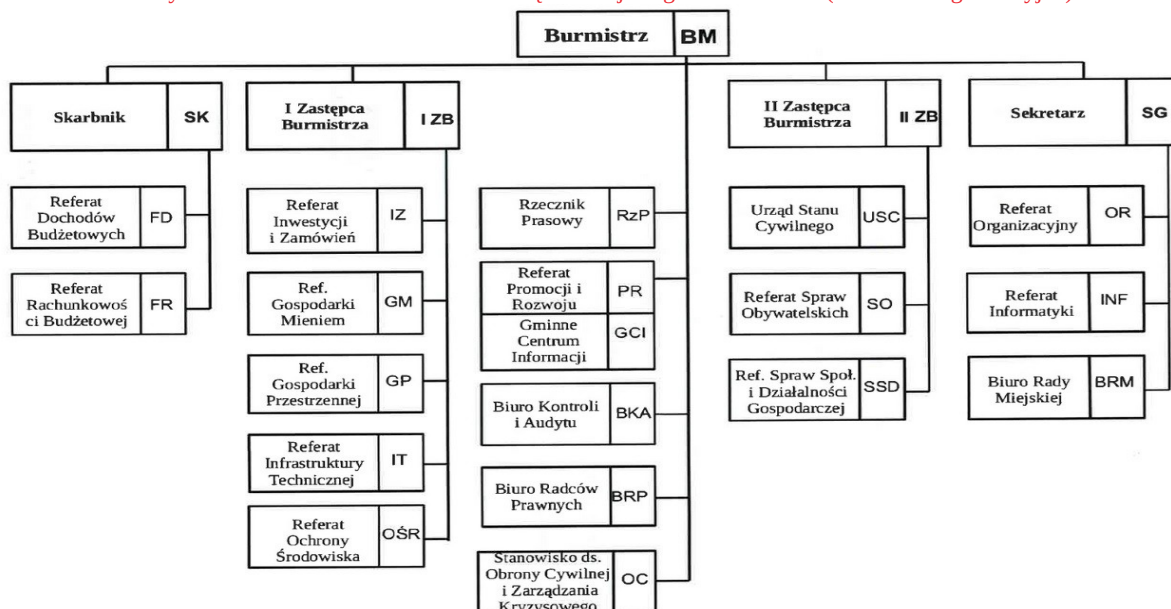 Burmistrz BM
Skarbnik SK
I Zastępca
Burmistrza
I ZB
II Zastępca
Burmistrza
II ZB
Sekretarz SG
Referat
Dochodów
Budżetowych
FD
Referat
Rachunkowoś
ci Budżetowej
FR
Referat
Inwestycji
i Zamówień
IZ
Ref.
Gospodarki
Mieniem
GM
Ref.
Gospodarki
Przestrzennej
GP
Referat
Infrastruktury
Technicznej
IT
Referat
Ochrony
Środowiska
OŚR
Rzecznik
Prasowy
RzP
Referat
Promocji i
Rozwoju
PR
Gminne
Centrum
Informacji
GCI
Biuro Kontroli
i Audytu
BKA
Biuro Radców
Prawnych
BRP
Stanowisko ds.
Obrony Cywilnej
i Zarządzania
Kryzysowego
OC
Urząd Stanu
Cywilnego
USC
Referat Spraw
Obywatelskich
SO
Ref. Spraw Społ.
i Działalności
Gospodarczej
SSD
Referat
Organizacyjny
OR
Referat
Informatyki
INF
Biuro Rady
Miejskiej
BRM